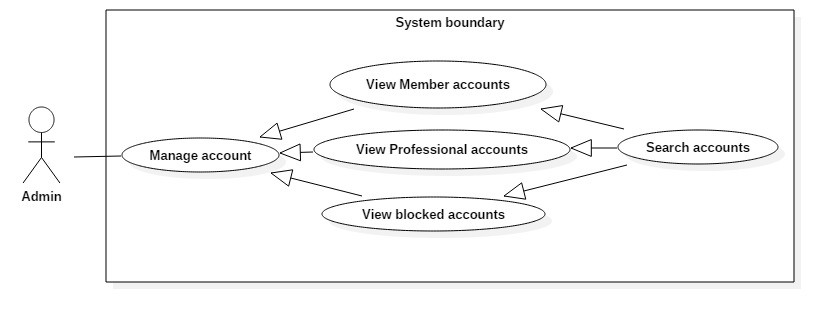 System boundary
View Member accounts
Manage account
View Professional accounts
Search accounts
Admin
View blocked accounts